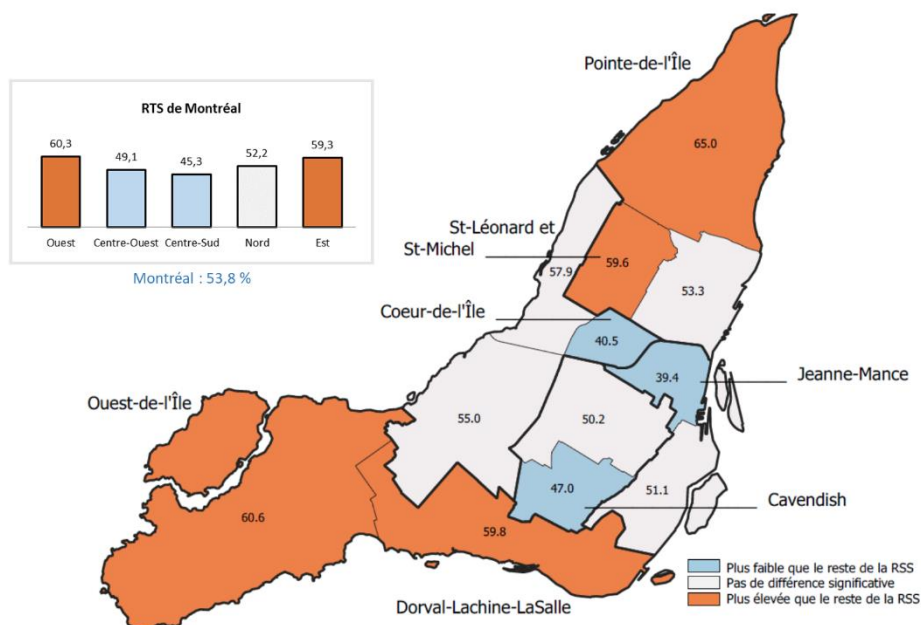 Pointe-de-l'Île
RTS de Montréal
60,3
49,1
45,3
52,2
59,3
Ouest
Centre-Ouest
Centre-Sud
Nord
Est
Montréal : 53,8 %
65.0
St-Léonard et
St-Michel
59.6
57.9
53.3
Coeur-de-l'Île
40.5
39.4
Jeanne-Mance
Ouest-de-l'Île
55.0
50.2
47.0
51.1
Cavendish
60.6
59.8
Dorval-Lachine-LaSalle
Plus faible que le reste de la RSS
Pas de différence significative
Plus élevée que le reste de la RSS